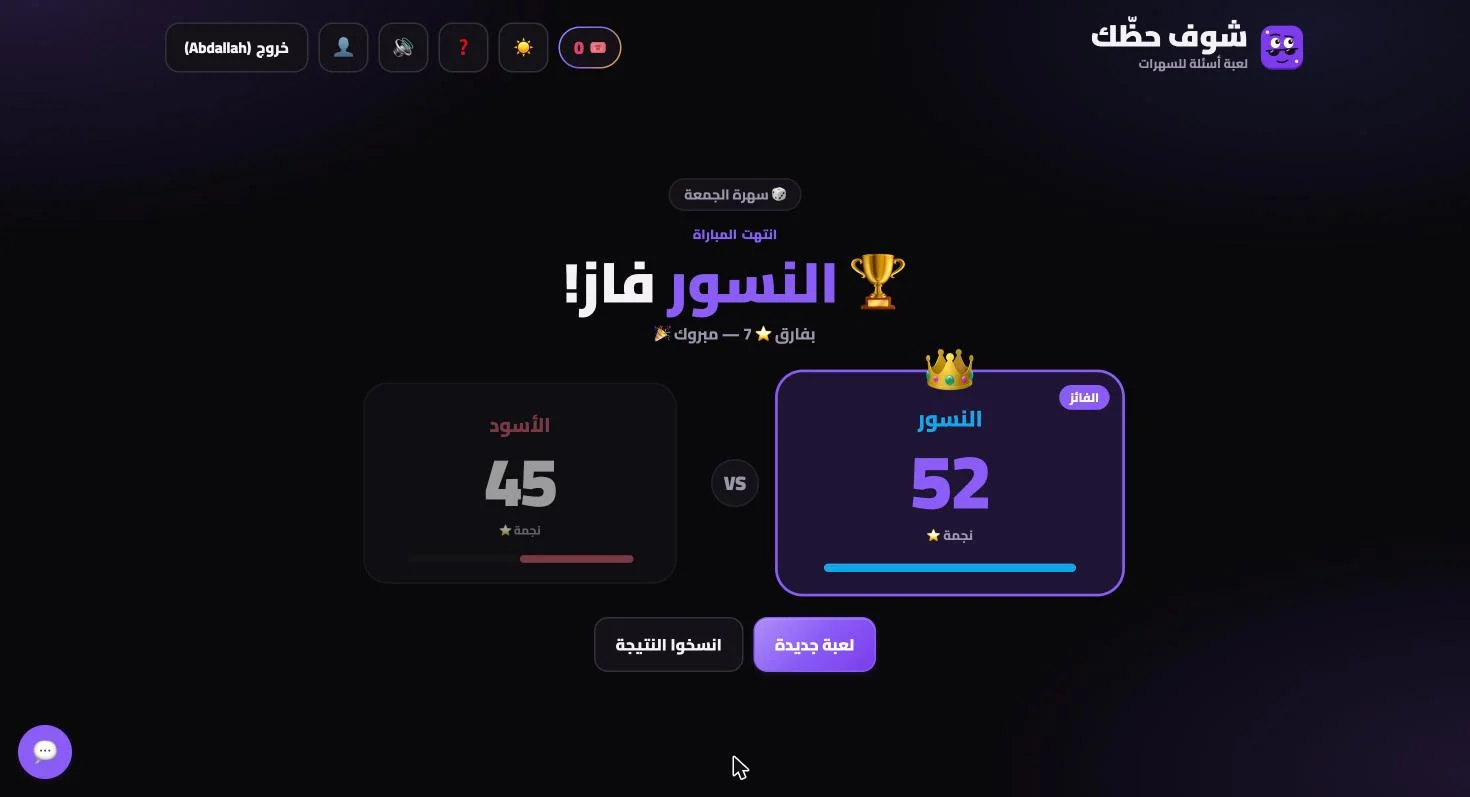 شوف حظّك
لعبة أسئلة للسهرات
0
خروج (Abdallah)
سهرة الجمعة
انتهت المباراة
النسور فاز!
بفارق ⭐ 7 — مبروك 🎉
الفائز
النسور
52
نجمة ⭐
VS
الأسود
45
نجمة ⭐
لعبة جديدة
انسخوا النتيجة